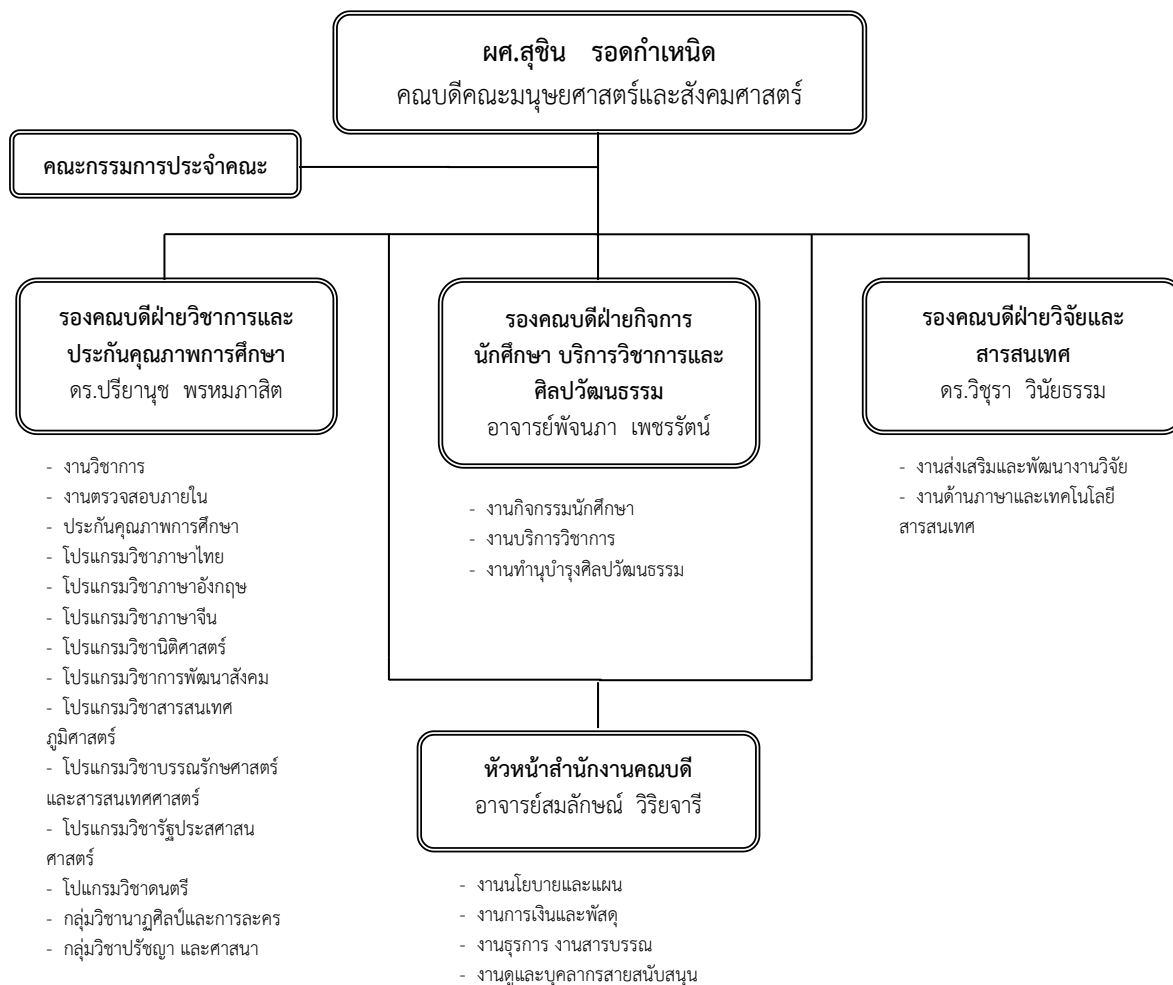 ผศ.สุชิน รอดกำเหนิด
คณบดีคณะมนุษยศาสตร์และสังคมศาสตร์
คณะกรรมการประจำคณะ
รองคณบดีฝ่ายวิชาการและ
ประกันคุณภาพการศึกษา
ดร.ปรียานุช พรหมภาสิต
- งานวิชาการ
- งานตรวจสอบภายใน
- ประกันคุณภาพการศึกษา
- โปรแกรมวิชาภาษาไทย
- โปรแกรมวิชาภาษาอังกฤษ
- โปรแกรมวิชาภาษาจีน
- โปรแกรมวิชานิติศาสตร์
- โปรแกรมวิชาการพัฒนาสังคม
- โปรแกรมวิชาสารสนเทศ
ภูมิศาสตร์
- โปรแกรมวิชาบรรณรักษศาสตร์
และสารสนเทศศาสตร์
- โปรแกรมวิชารัฐประสศาสน
ศาสตร์
- โปแกรมวิชาดนตรี
- กลุ่มวิชานาฏศิลป์และการละคร
- กลุ่มวิชาปรัชญา และศาสนา
รองคณบดีฝ่ายกิจการ
นักศึกษา บริการวิชาการและ
ศิลปวัฒนธรรม
อาจารย์พัจนภา เพชรรัตน์
- งานกิจกรรมนักศึกษา
- งานบริการวิชาการ
- งานทำนุบำรุงศิลปวัฒนธรรม
รองคณบดีฝ่ายวิจัยและ
สารสนเทศ
ดร.วิชุรา วินัยธรรม
- งานส่งเสริมและพัฒนางานวิจัย
- งานด้านภาษาและเทคโนโลยี
สารสนเทศ
หัวหน้าสำนักงานคณบดี
อาจารย์สมลักษณ์ วิริยจารี
- งานนโยบายและแผน
- งานการเงินและพัสดุ
- งานธุรการ งานสารบรรณ
- งานดูและบุคลากรสายสนับสนุน